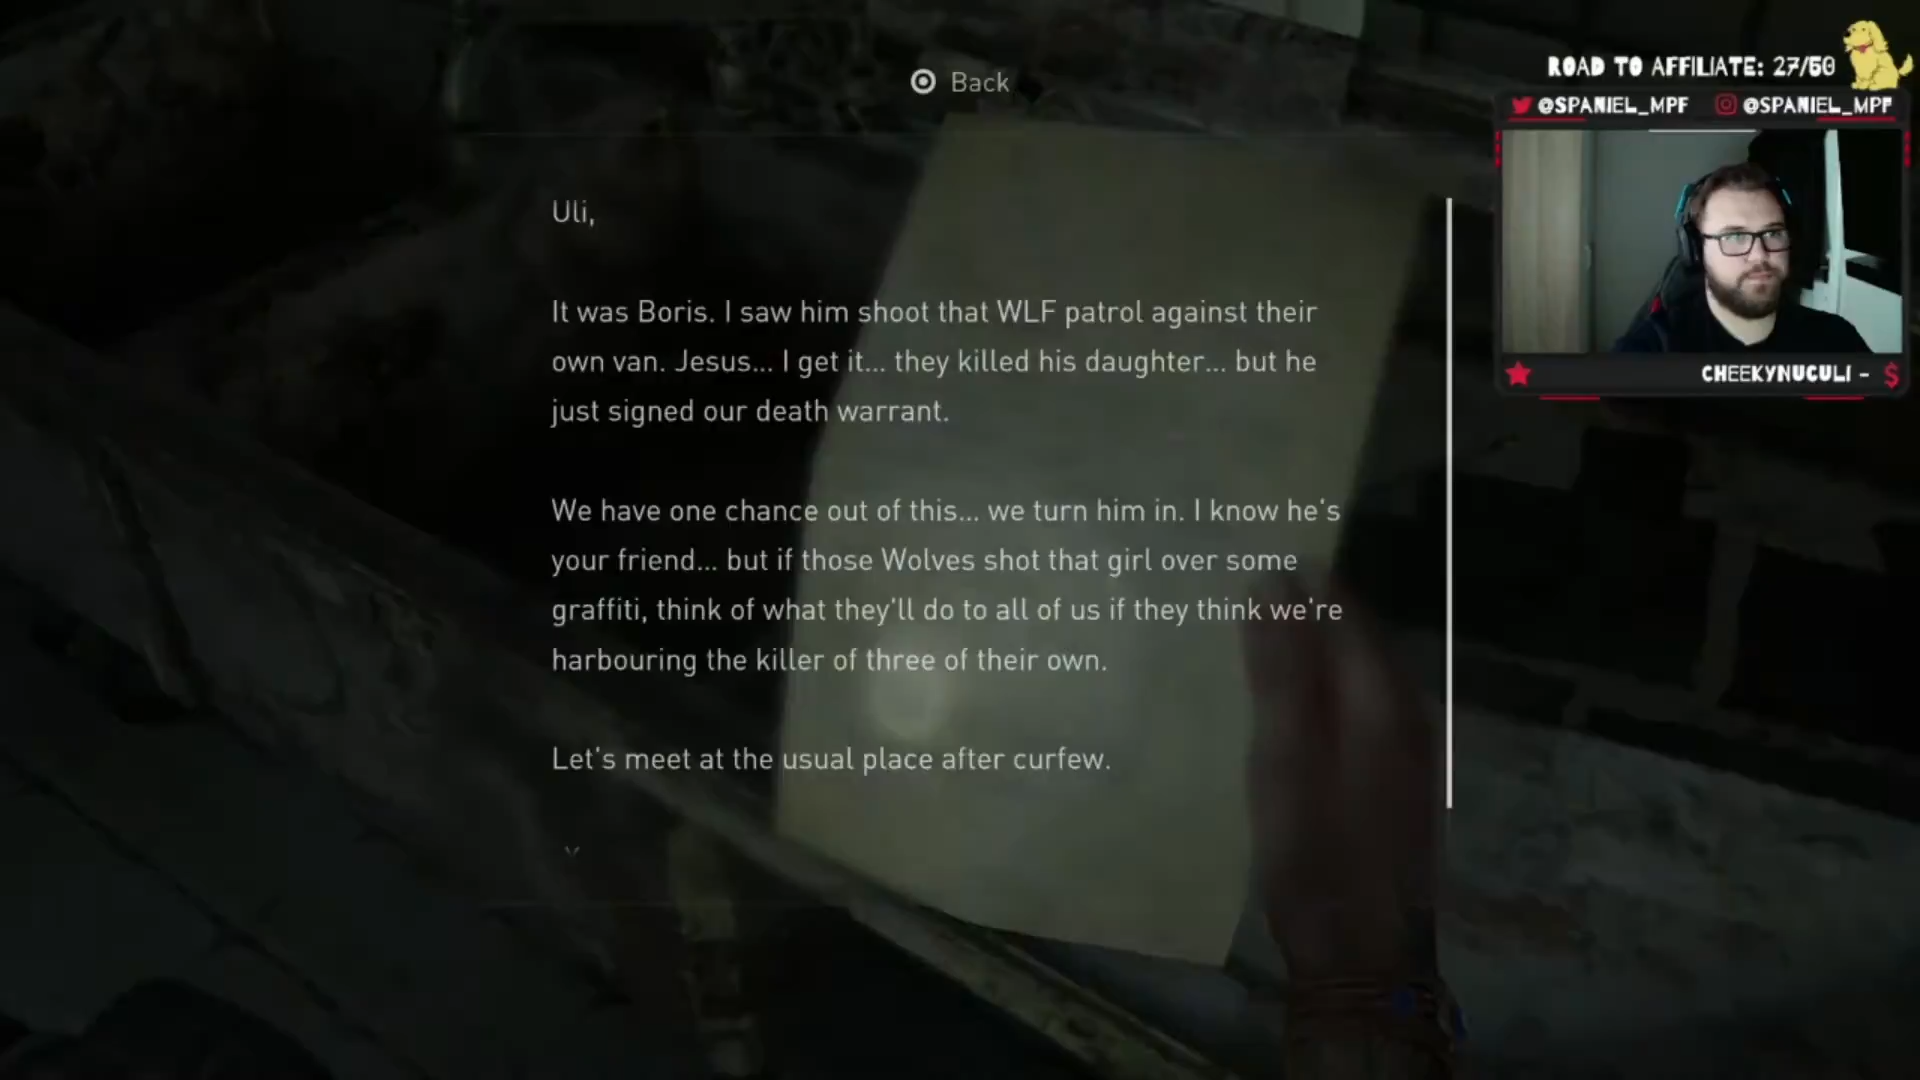 Back
ROAD TO AFFILIATE: 27/50
@SPANIEL_MPF @SPANIEL_MPF
Uli,
It was Boris. I saw him shoot that WLF patrol against their
own van. Jesus... I get it... they killed his daughter... but he
just signed our death warrant.
CHEEKYNUCULI - $
We have one chance out of this... we turn him in. I know he's
your friend... but if those Wolves shot that girl over some
graffiti, think of what they'll do to all of us if they think we're
harbouring the killer of three of their own.
Let's meet at the usual place after curfew.